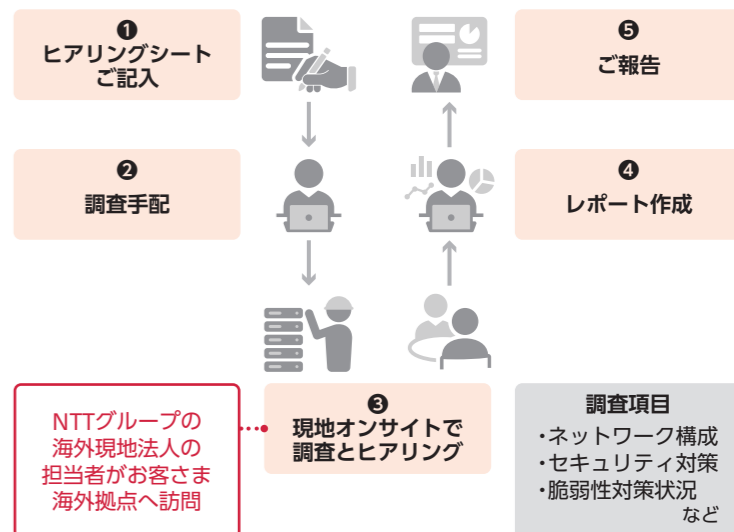 ❶
ヒアリングシート
ご記入
❷
調査手配
NTTグループの
海外現地法人の
担当者がお客さま
海外拠点へ訪問
❸
現地オンサイトで
調査とヒアリング
❹
レポート作成
❺
ご報告
調査項目
・ネットワーク構成
・セキュリティ対策
・脆弱性対策状況
など